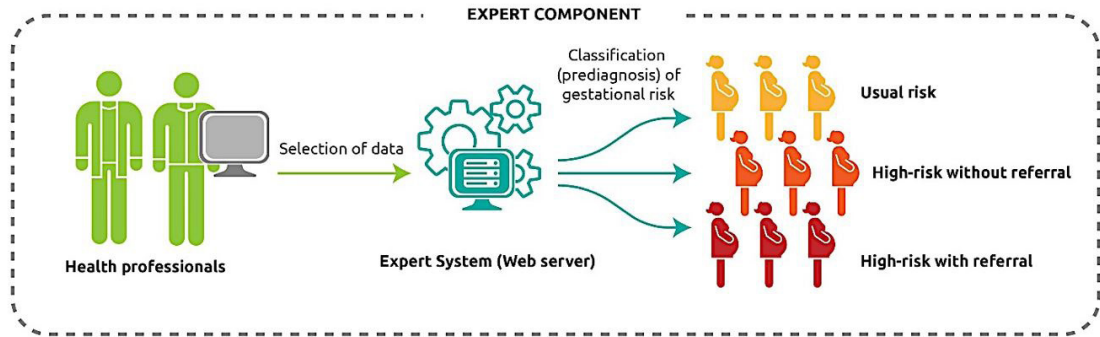 EXPERT COMPONENT
Classification
(prediagnosis) of
gestational risk
Usual risk
Selection of data
High-risk without referral
Health professionals
Expert System (Web server)
High-risk with referral